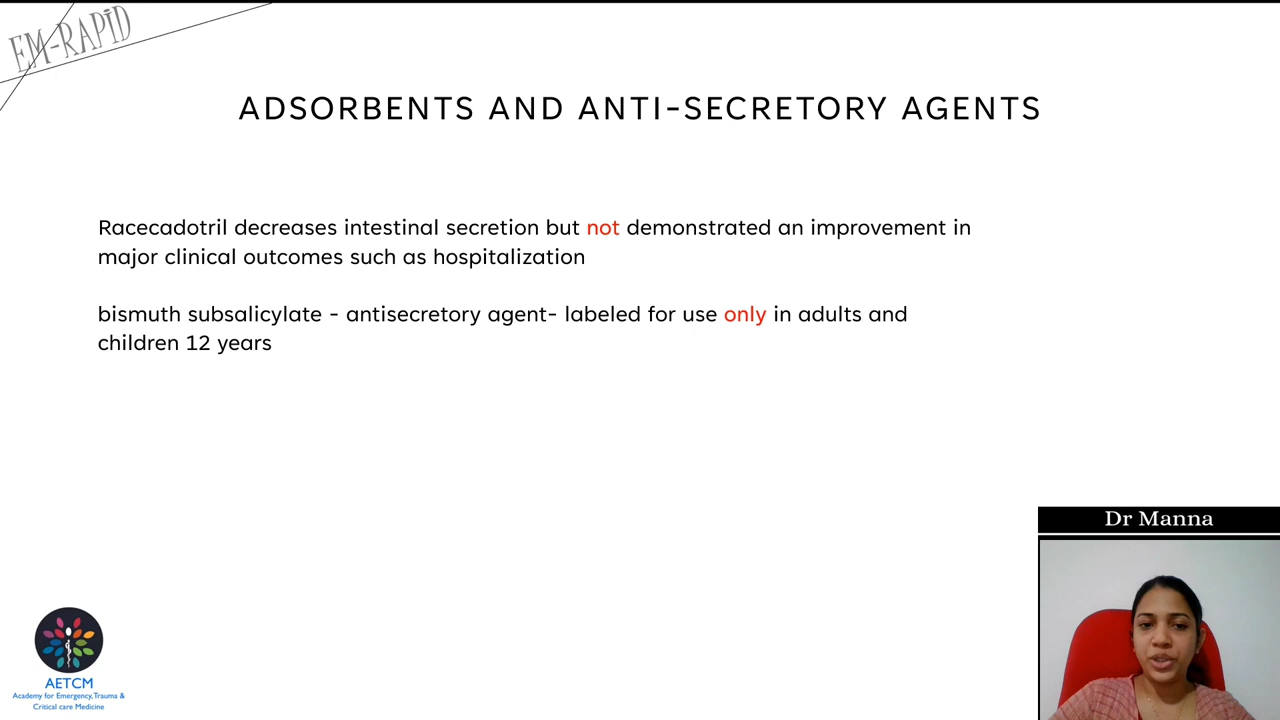 EM-RAPiD
ADSORBENTS AND ANTI-SECRETORY AGENTS
Racecadotril decreases intestinal secretion but not demonstrated an improvement in
major clinical outcomes such as hospitalization
bismuth subsalicylate - antisecretory agent- labeled for use only in adults and
children 12 years
Dr Manna
AETCM
Academy for Emergency, Trauma &
Critical care Medicine